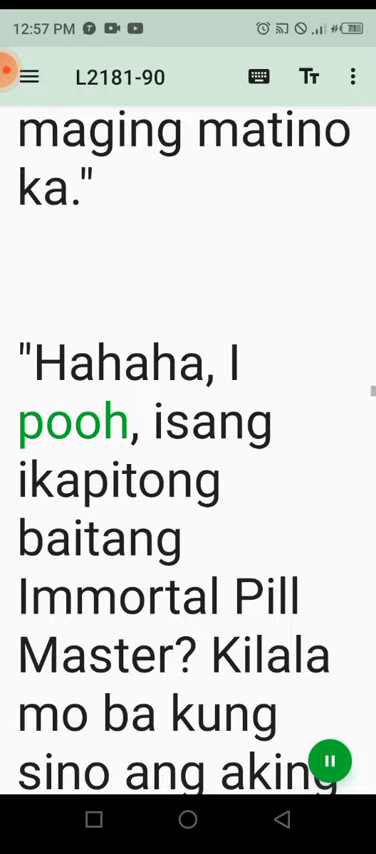 12:57 PM
73
L2181-90
maging matino
ka."
"Hahaha, I
pooh, isang
ikapitong
baitang
Immortal Pill
Master? Kilala
mo ba kung
sino ang aking